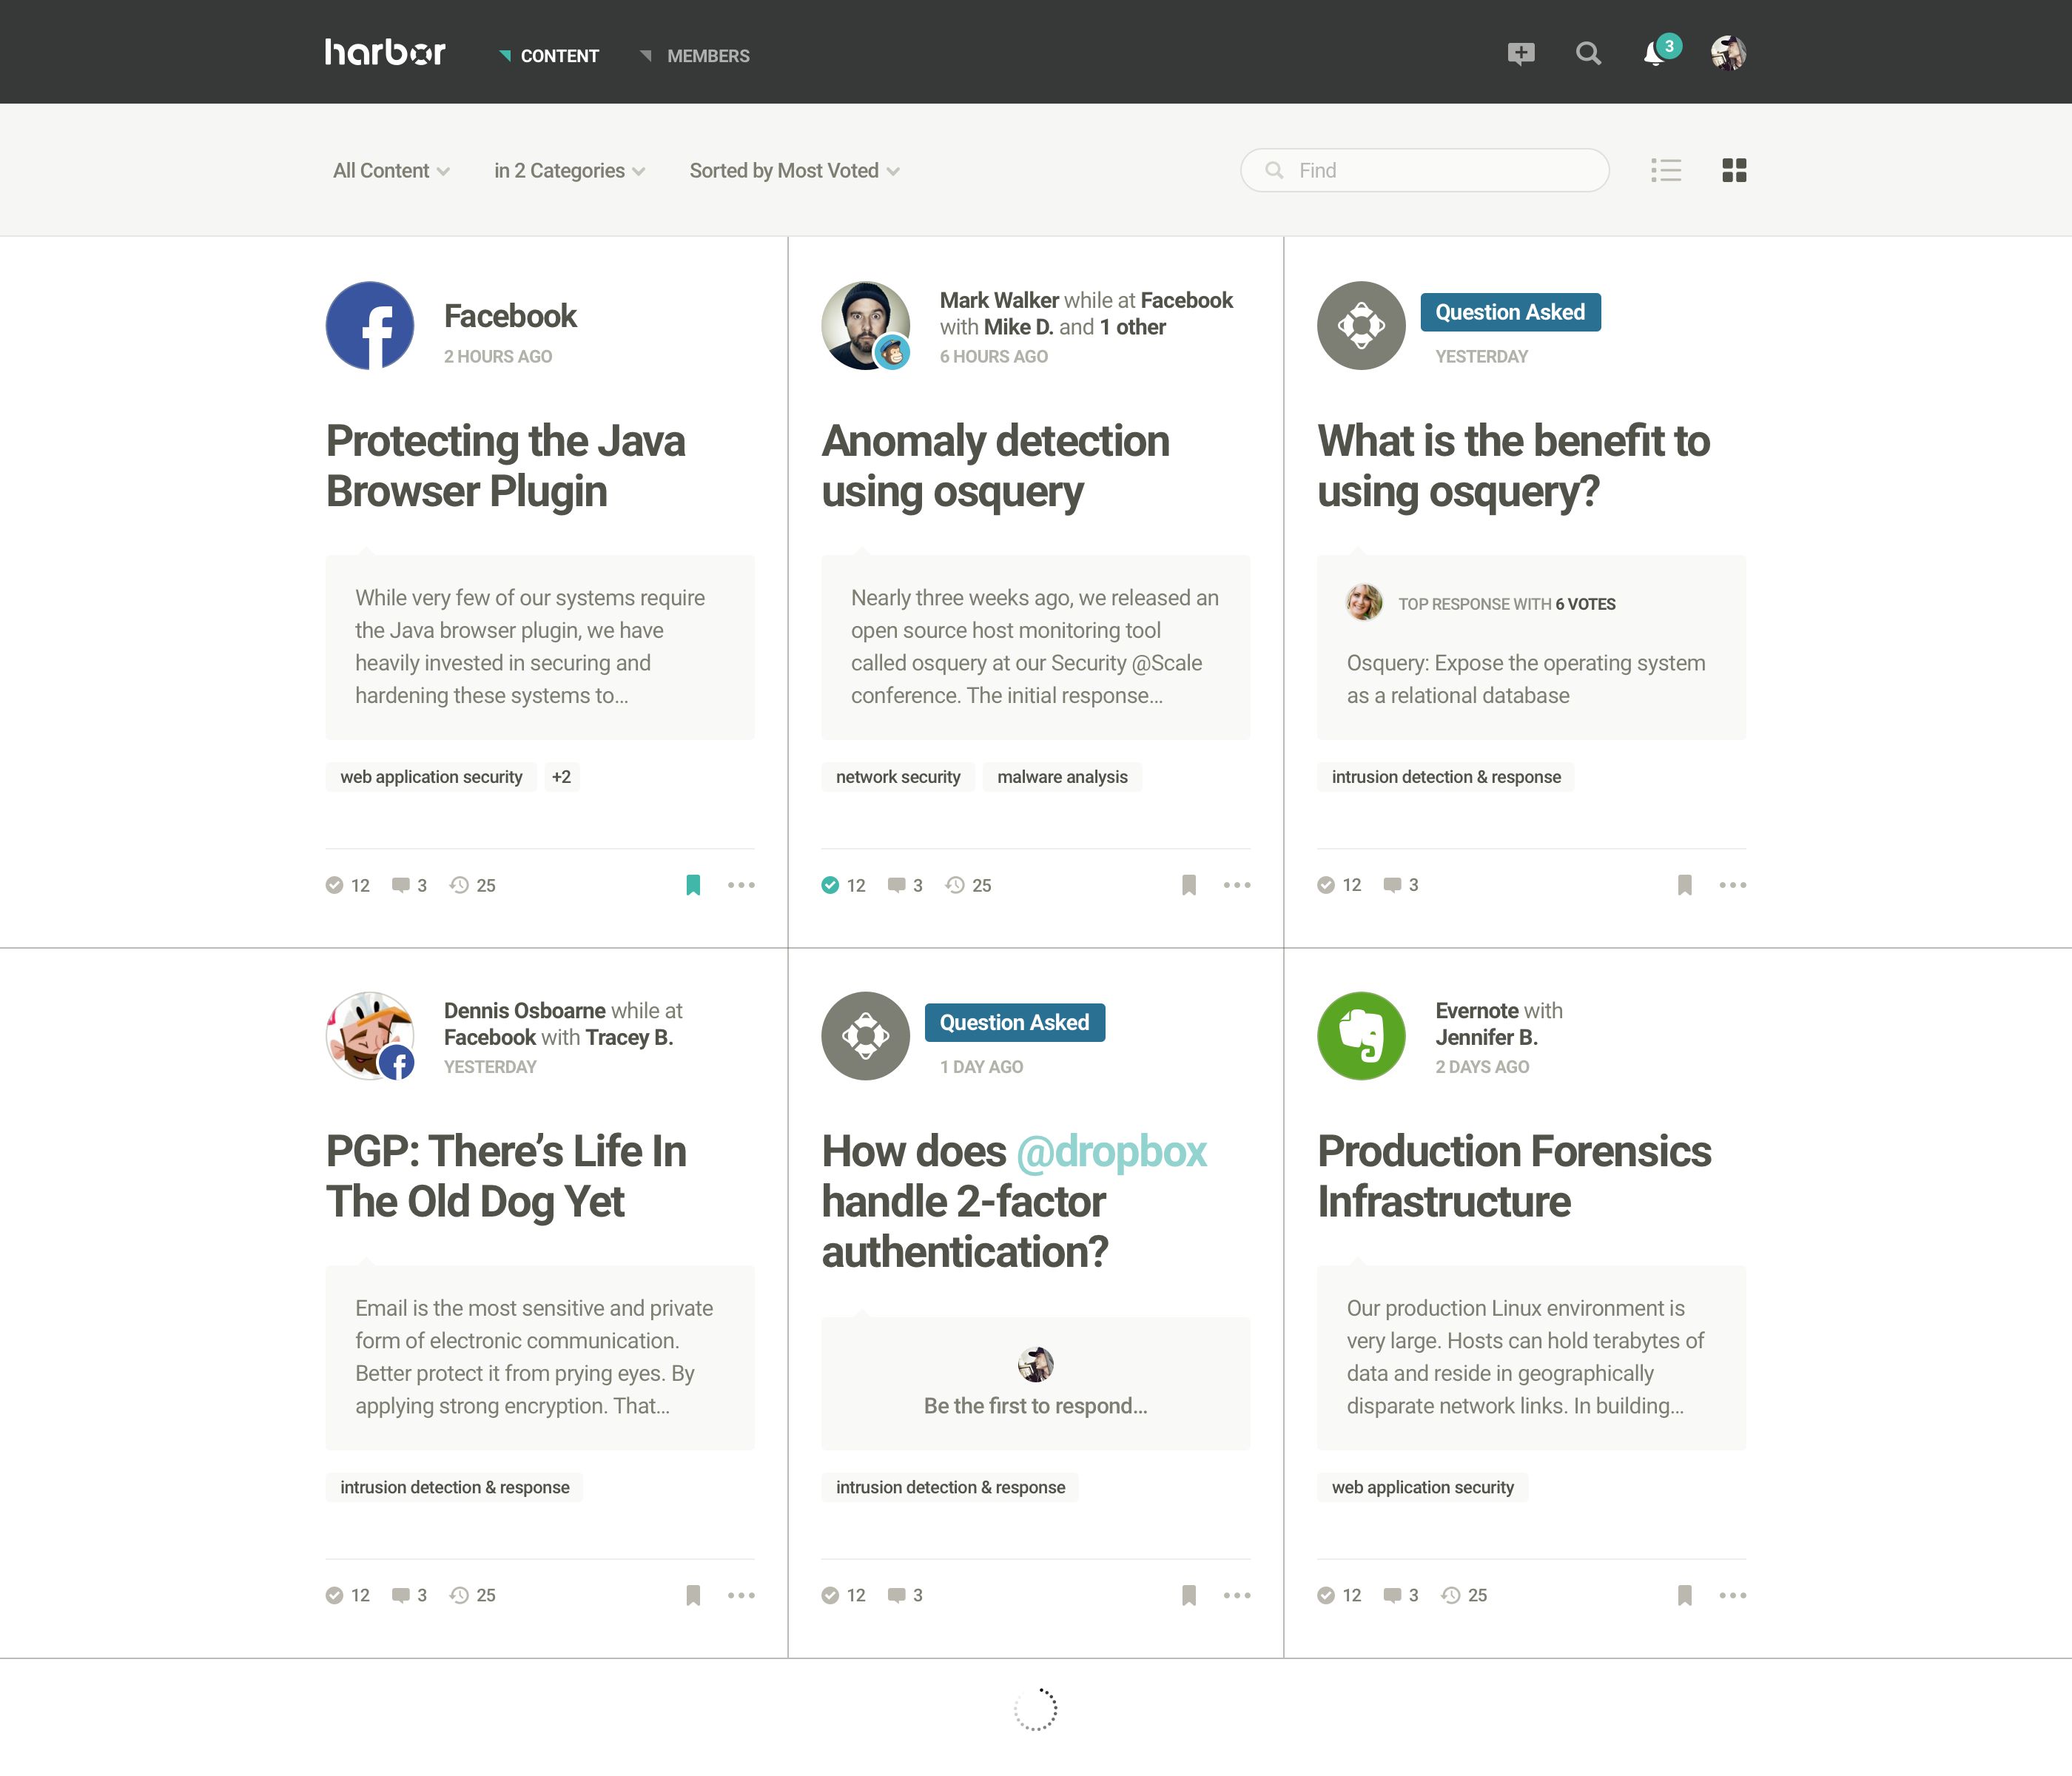 harbor
CONTENT
MEMBERS
3
All Content
in 2 Categories
Sorted by Most Voted
Find
Facebook
2 HOURS AGO
Protecting the Java
Browser Plugin
While very few of our systems require
the Java browser plugin, we have
heavily invested in securing and
hardening these systems to...
web application security
+2
12
3
25
Mark Walker while at Facebook
with Mike D. and 1 other
6 HOURS AGO
Anomaly detection
using osquery
Nearly three weeks ago, we released an
open source host monitoring tool
called osquery at our Security @Scale
conference. The initial response...
network security
malware analysis
12
3
25
Question Asked
YESTERDAY
What is the benefit to
using osquery?
TOP RESPONSE WITH 6 VOTES
Osquery: Expose the operating system
as a relational database
intrusion detection & response
12
3
Dennis Osboarne while at
Facebook with Tracey B.
YESTERDAY
PGP: There’s Life In
The Old Dog Yet
Email is the most sensitive and private
form of electronic communication.
Better protect it from prying eyes. By
applying strong encryption. That...
intrusion detection & response
12
3
25
Question Asked
1 DAY AGO
How does @dropbox
handle 2-factor
authentication?
Be the first to respond...
intrusion detection & response
12
3
Evernote with
Jennifer B.
2 DAYS AGO
Production Forensics
Infrastructure
Our production Linux environment is
very large. Hosts can hold terabytes of
data and reside in geographically
disparate network links. In building...
web application security
12
3
25